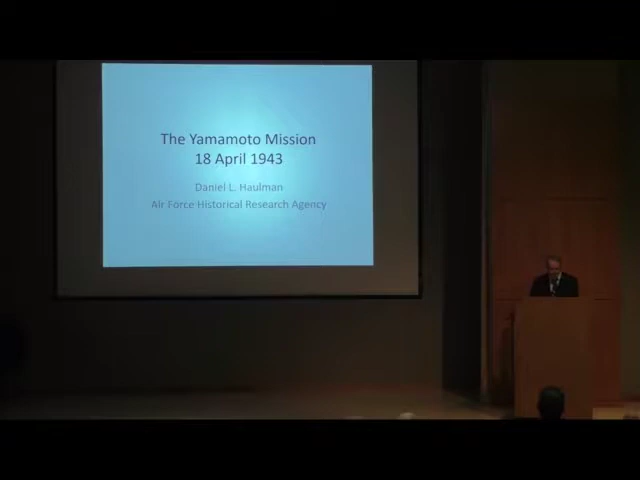 The Yamamoto Mission
18 April 1943
Daniel L. Haulman
Air Force Historical Research Agency